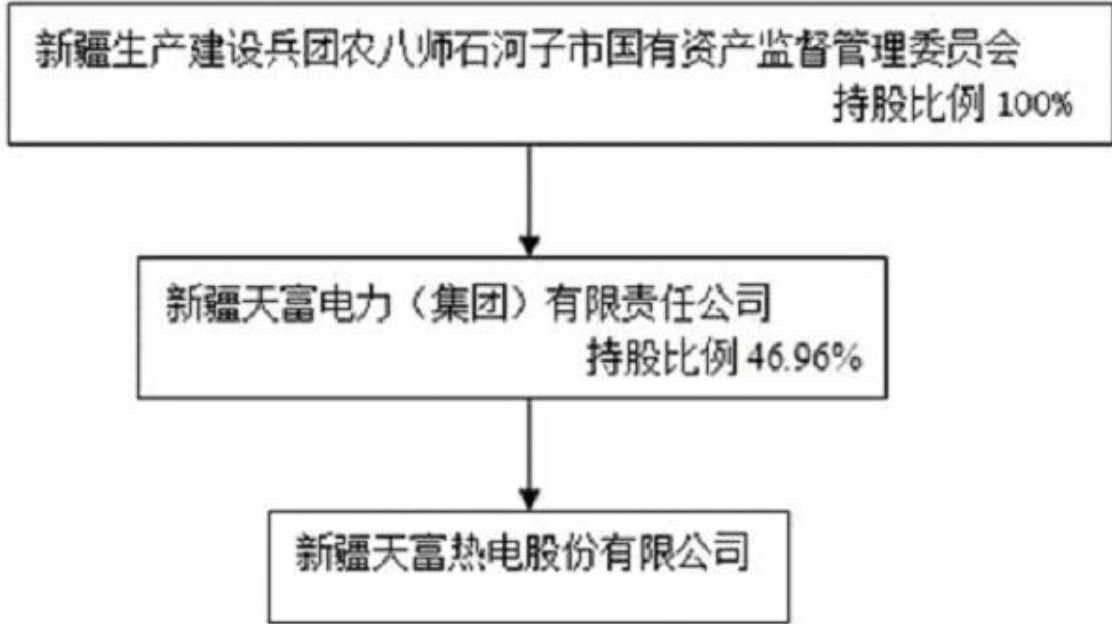 新疆生产建设兵团农八师石河子市国有资产监督管理委员会
持股比例 100%
新疆天富电力（集团）有限责任公司
持股比例 46.96%
新疆天富热电股份有限公司